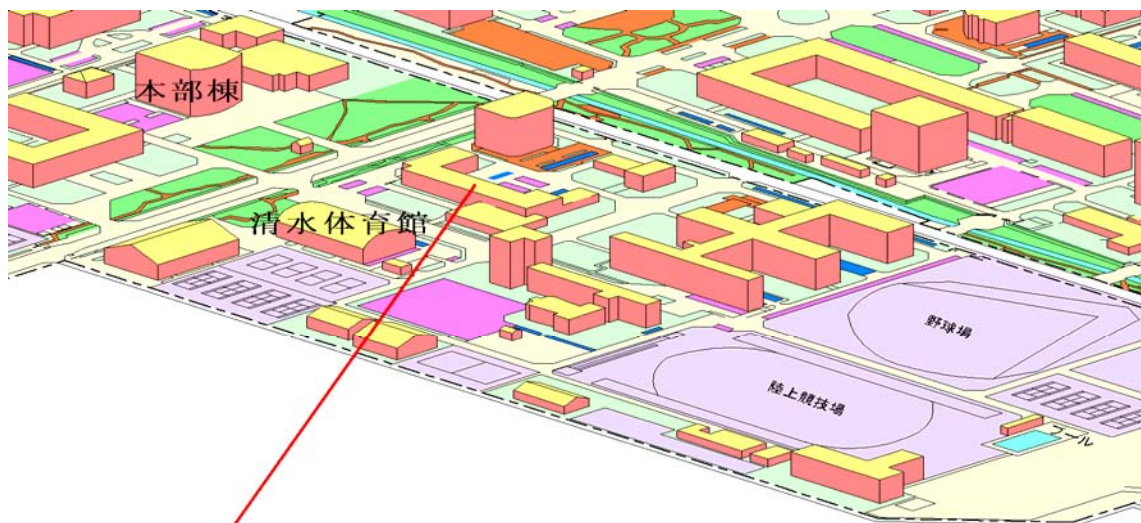 本部棟
清水体育館
野球場
陸上競技場
プール